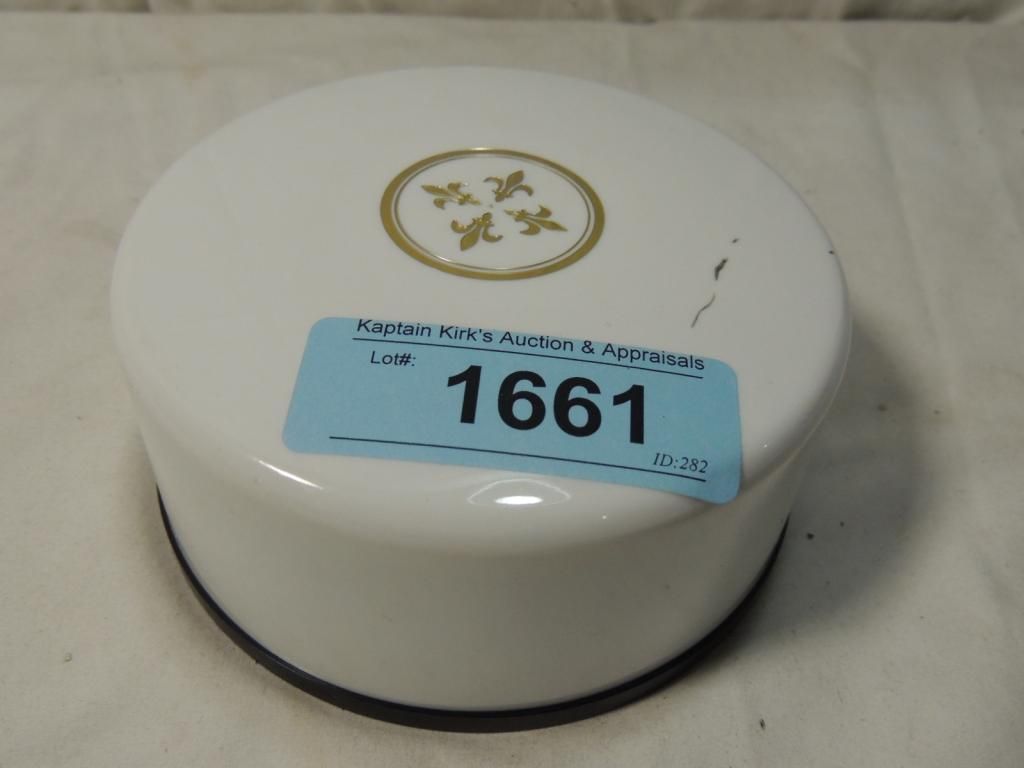 Kaptain Kirk's Auction & Appraisals
Lot#:
1661
ID:282